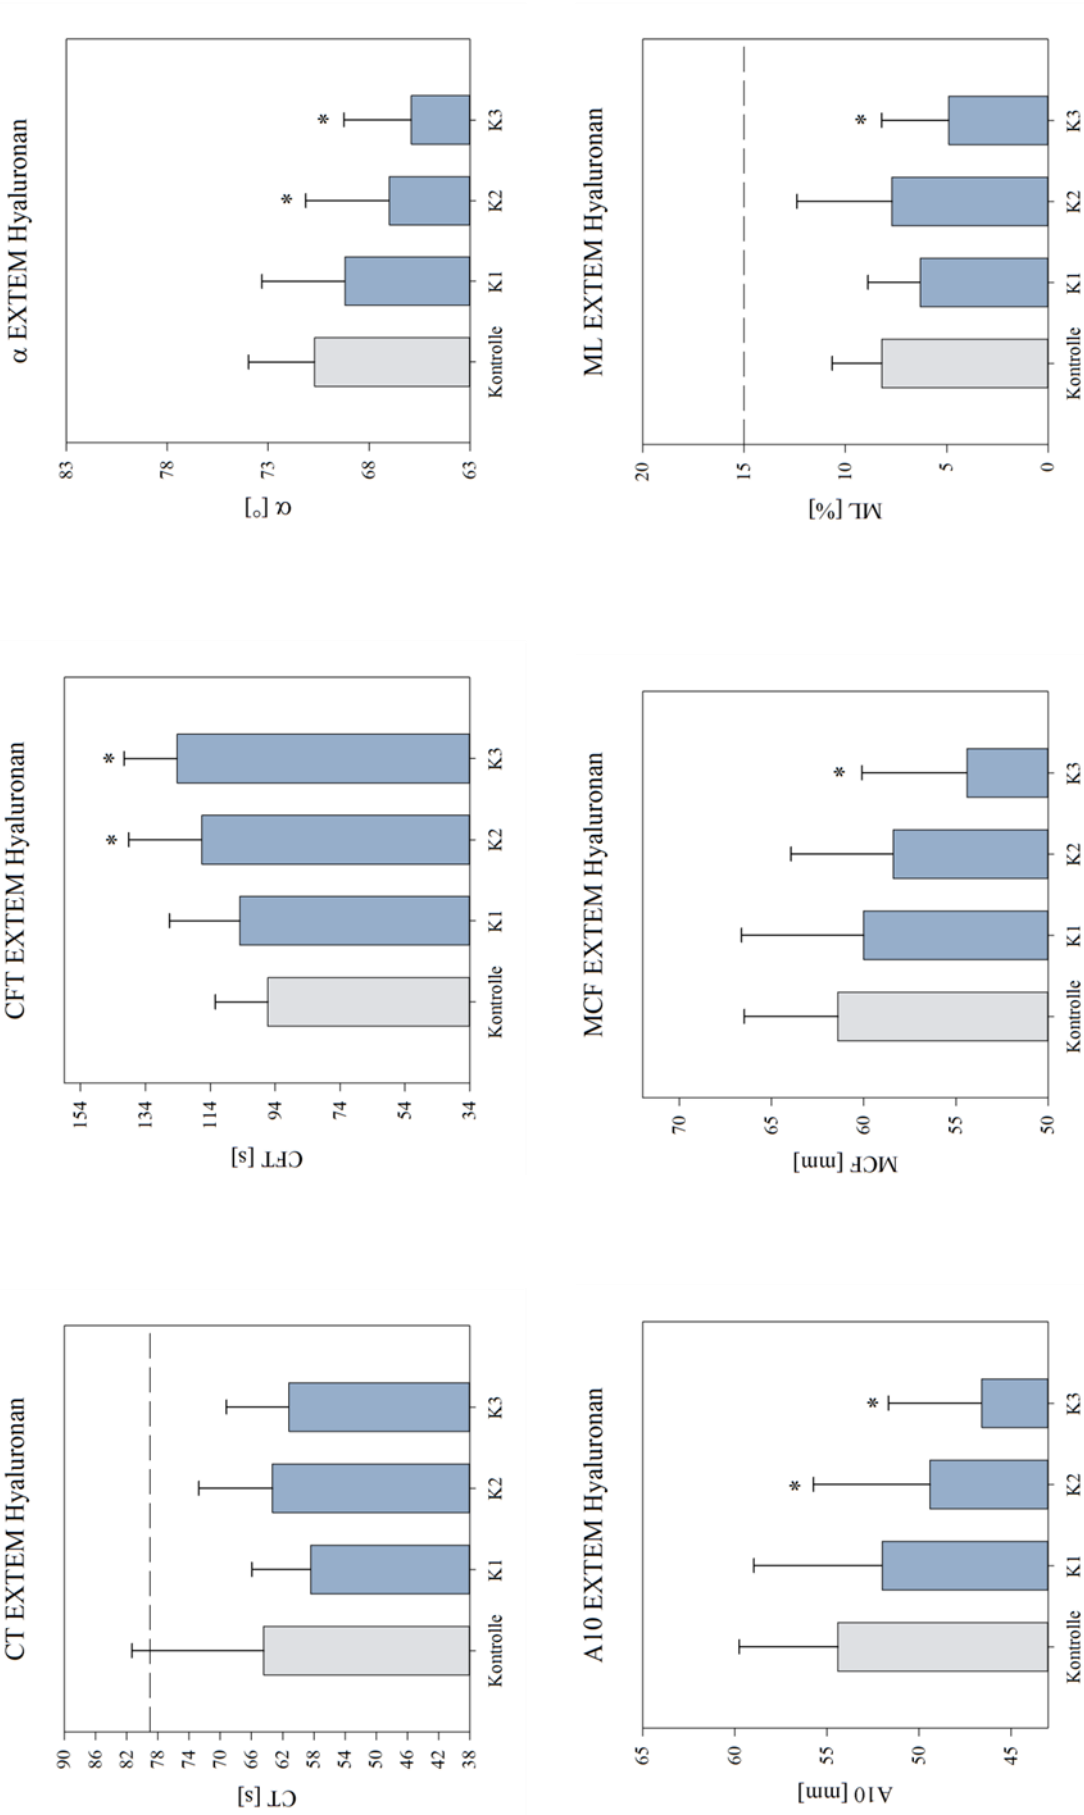 CT EXTEM Hyaluronan
CT [s]
90
86
82
78
74
70
66
62
58
54
50
46
42
38
Kontrolle K1 K2 K3
CFT EXTEM Hyaluronan
CFT [s]
154
134
114
94
74
54
34
* *
Kontrolle K1 K2 K3
α EXTEM Hyaluronan
α [°]
83
78
73
68
63
* *
Kontrolle K1 K2 K3
A10 EXTEM Hyaluronan
A10 [mm]
65
60
55
50
45
* *
Kontrolle K1 K2 K3
MCF EXTEM Hyaluronan
MCF [mm]
70
65
60
55
50
*
Kontrolle K1 K2 K3
ML EXTEM Hyaluronan
ML [%]
20
15
10
5
0
*
Kontrolle K1 K2 K3